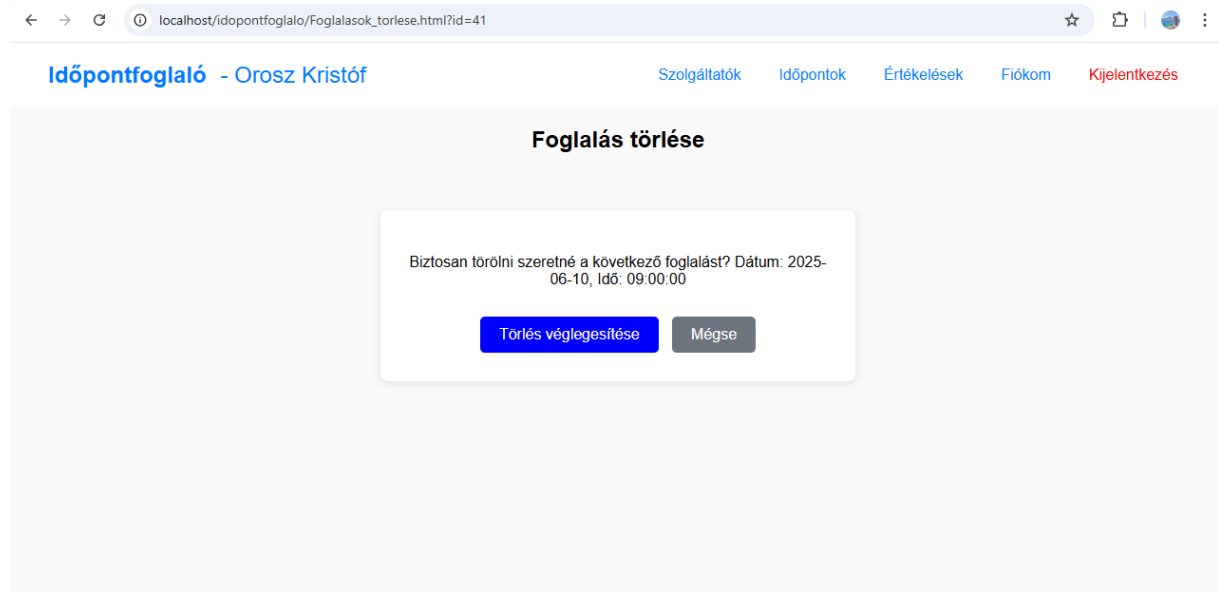 localhost/idopontfoglalo/Foglalasok_torlese.html?id=41
Időpontfoglaló - Orosz Kristóf
Szolgáltatók Időpontok Értékelések Fiókom Kijelentkezés
Foglalás törlése
Biztosan törölni szeretné a következő foglalást? Dátum: 2025-
06-10, Idő: 09:00:00
Törlés véglegesítése Mégse